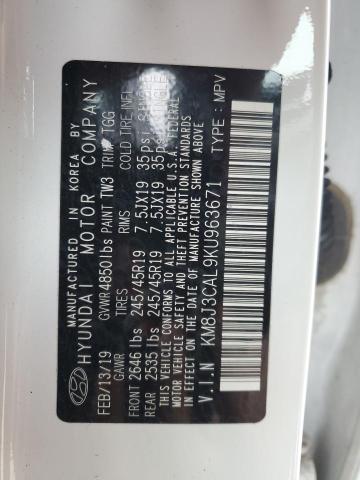 MANUFACTURED IN KOREA BY
HYUNDAI MOTOR COMPANY
FEB/13/19 GVWR 4850lbs PAINT TW3 TRIM TGG
GAWR TIRES RIMS COLD TIRE INFL
FRONT 2646 lbs 245/45R19 7.5JX19 35psi SINGLE
REAR 2535 lbs 245/45R19 7.5JX19 35psi SINGLE
THIS VEHICLE CONFORMS TO ALL APPLICABLE U.S.A. FEDERAL
MOTOR VEHICLE SAFETY AND THEFT PREVENTION STANDARDS
IN EFFECT ON THE DATE OF MANUFACTURE SHOWN ABOVE
V.I.N KM8J3CAL9KU963671 TYPE: MPV